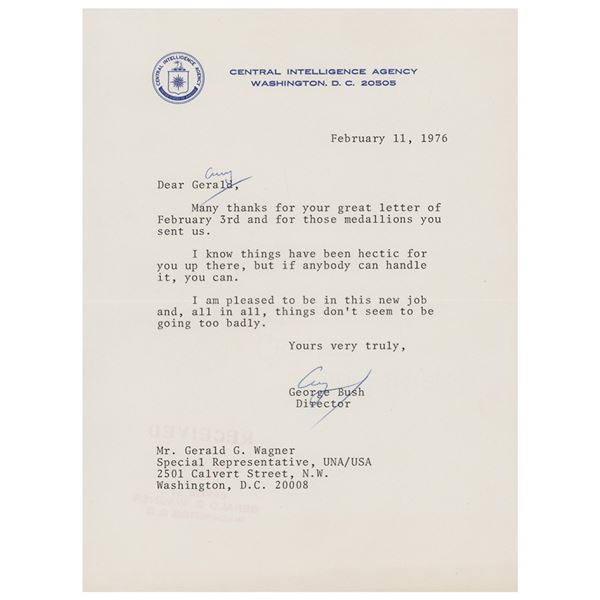 CENTRAL INTELLIGENCE AGENCY
WASHINGTON, D. C. 20505
February 11, 1976
Dear Gerald,
Many thanks for your great letter of
February 3rd and for those medallions you
sent us.
I know things have been hectic for
you up there, but if anybody can handle
it, you can.
I am pleased to be in this new job
and, all in all, things don't seem to be
going too badly.
Yours very truly,
George Bush
Director
RECEIVED
Mr. Gerald G. Wagner
Special Representative, UNA/USA
2501 Calvert Street, N.W.
Washington, D.C. 20008